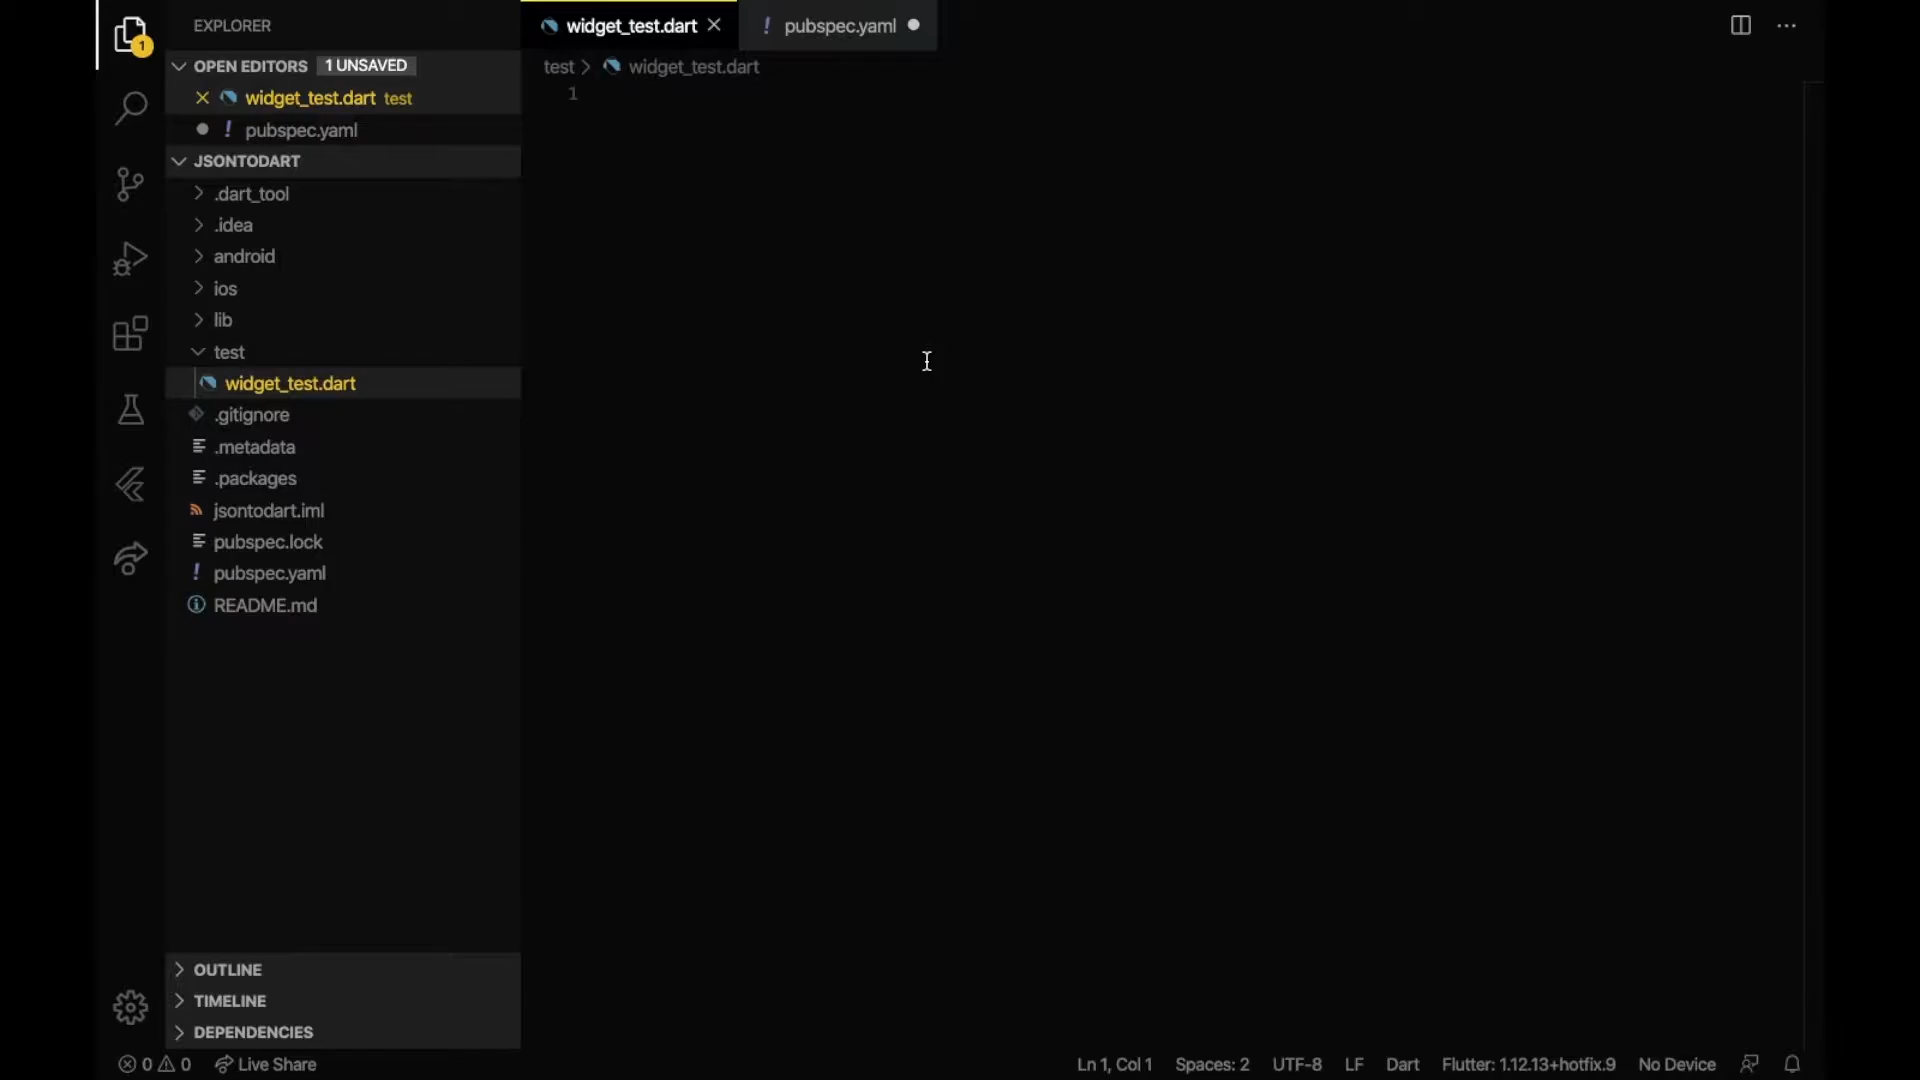 EXPLORER
OPEN EDITORS 1 UNSAVED
widget_test.dart test
! pubspec.yaml
JSONTODART
.dart_tool
.idea
android
ios
lib
test
widget_test.dart
.gitignore
.metadata
.packages
jsontodart.iml
pubspec.lock
! pubspec.yaml
README.md
OUTLINE
TIMELINE
DEPENDENCIES
1
widget_test.dart
! pubspec.yaml
test > widget_test.dart
1
0 0 Live Share
Ln 1, Col 1 Spaces: 2 UTF-8 LF Dart Flutter: 1.12.13+hotfix.9 No Device